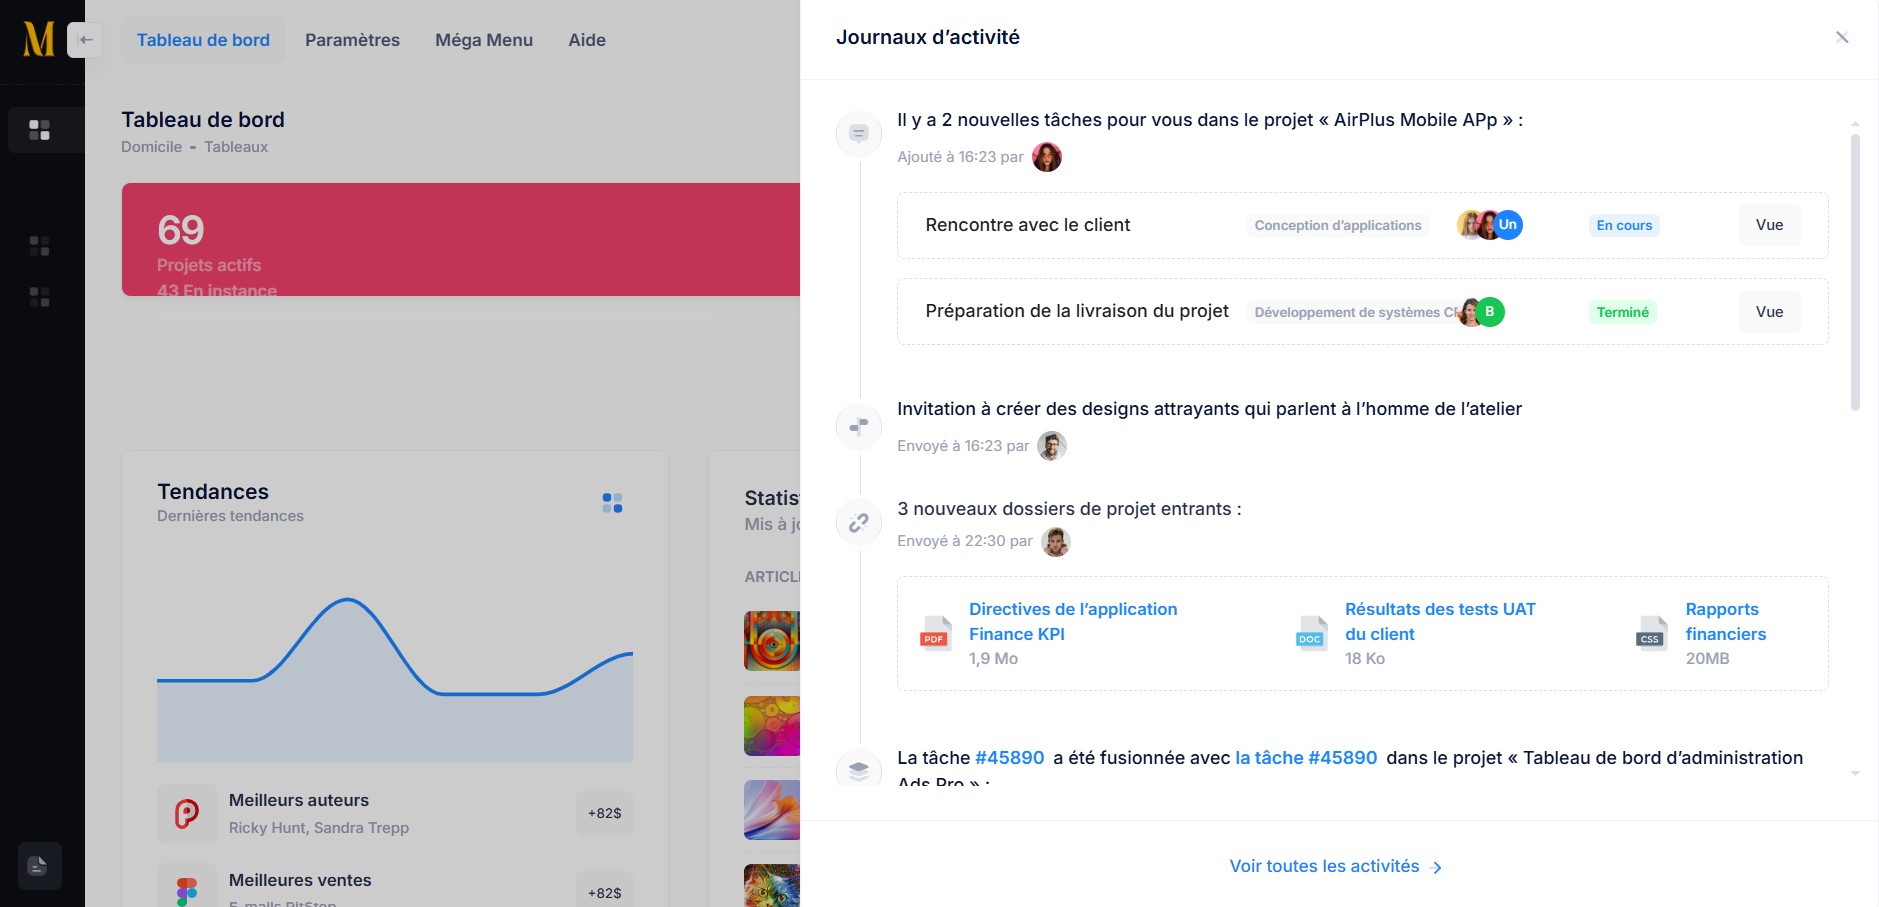 M
Tableau de bord
Paramètres
Méga Menu
Aide
Tableau de bord
Domicile - Tableaux
69
Projets actifs
43 En instance
Tendances
Dernières tendances
Meilleurs auteurs
Ricky Hunt, Sandra Trepp
+82$
Meilleures ventes
+82$
E-mails PitStop
Statis
Mis à jo
ARTICL
Journaux d’activité
Il y a 2 nouvelles tâches pour vous dans le projet « AirPlus Mobile APp » :
Ajouté à 16:23 par
Rencontre avec le client
Conception d’applications
Un
En cours
Vue
Préparation de la livraison du projet
Développement de systèmes C
B
Terminé
Vue
Invitation à créer des designs attrayants qui parlent à l’homme de l’atelier
Envoyé à 16:23 par
3 nouveaux dossiers de projet entrants :
Envoyé à 22:30 par
PDF
Directives de l’application
Finance KPI
1,9 Mo
DOC
Résultats des tests UAT
du client
18 Ko
CSS
Rapports
financiers
20MB
La tâche #45890 a été fusionnée avec la tâche #45890 dans le projet « Tableau de bord d’administration
Ads Pro » :
Voir toutes les activités →